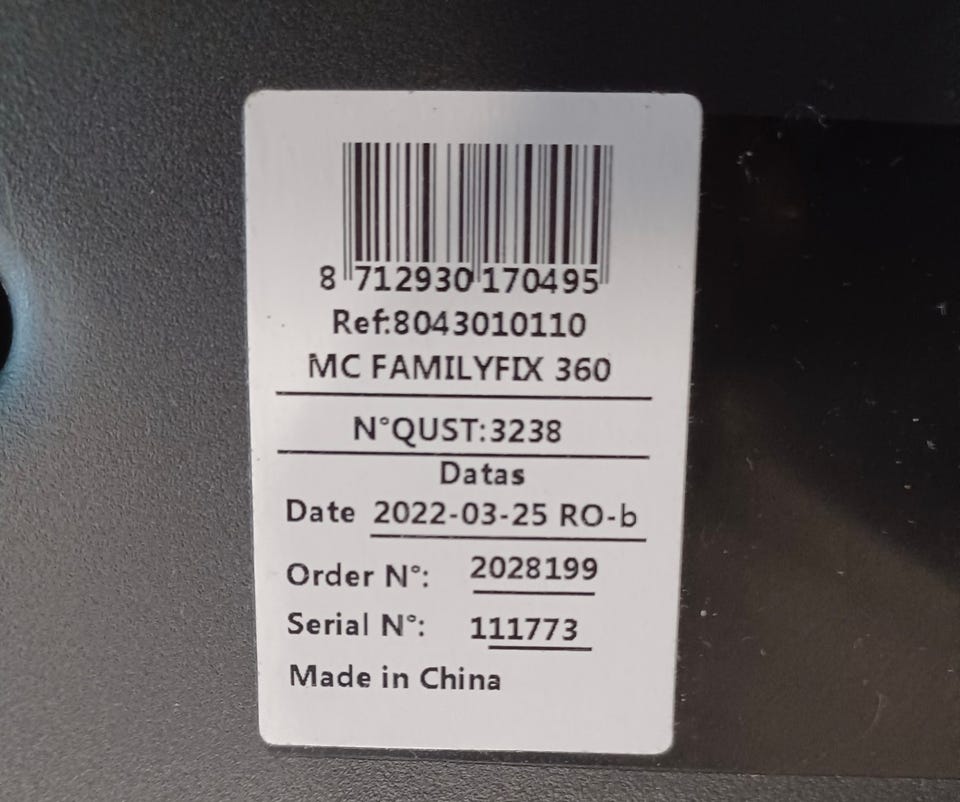 8 712930 170495
Ref:8043010110
MC FAMILYFIX 360
N°QUST:3238
Datas
Date 2022-03-25 RO-b
Order N°: 2028199
Serial N°: 111773
Made in China